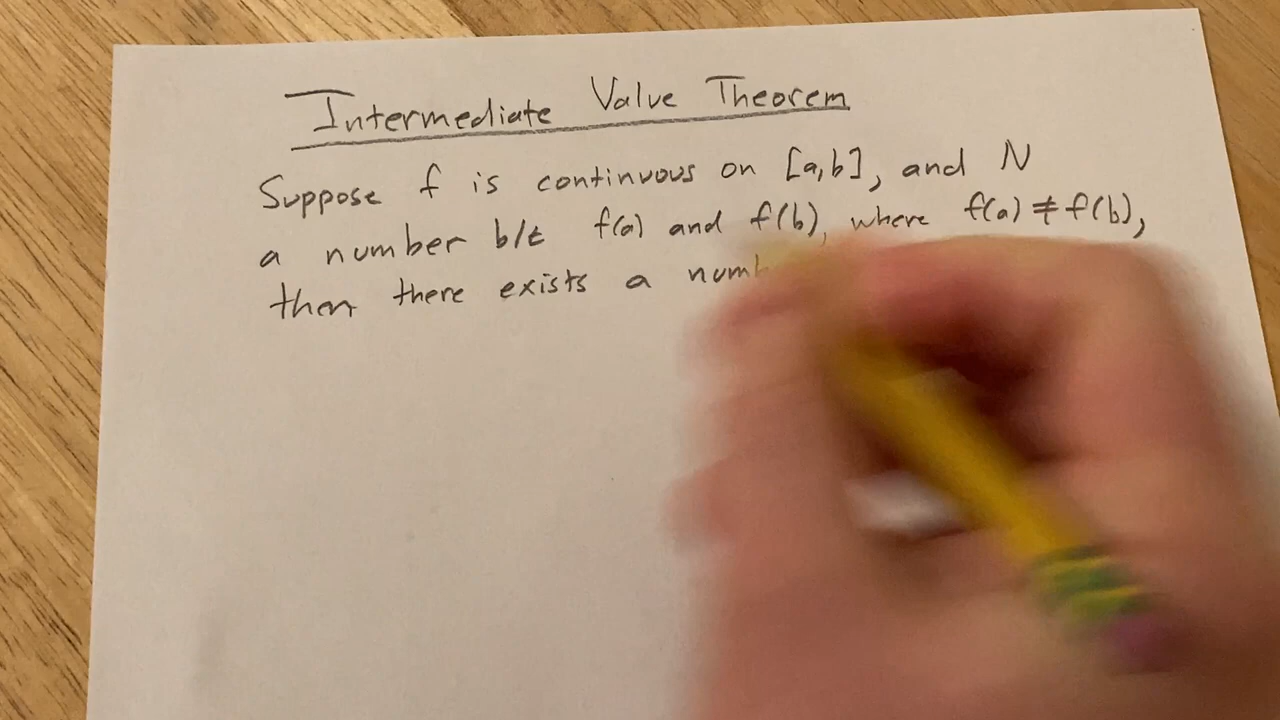 Intermediate Value Theorem
Suppose f is continuous on [a,b], and N
a number b/t f(a) and f(b), where f(a) ≠ f(b),
then there exists a